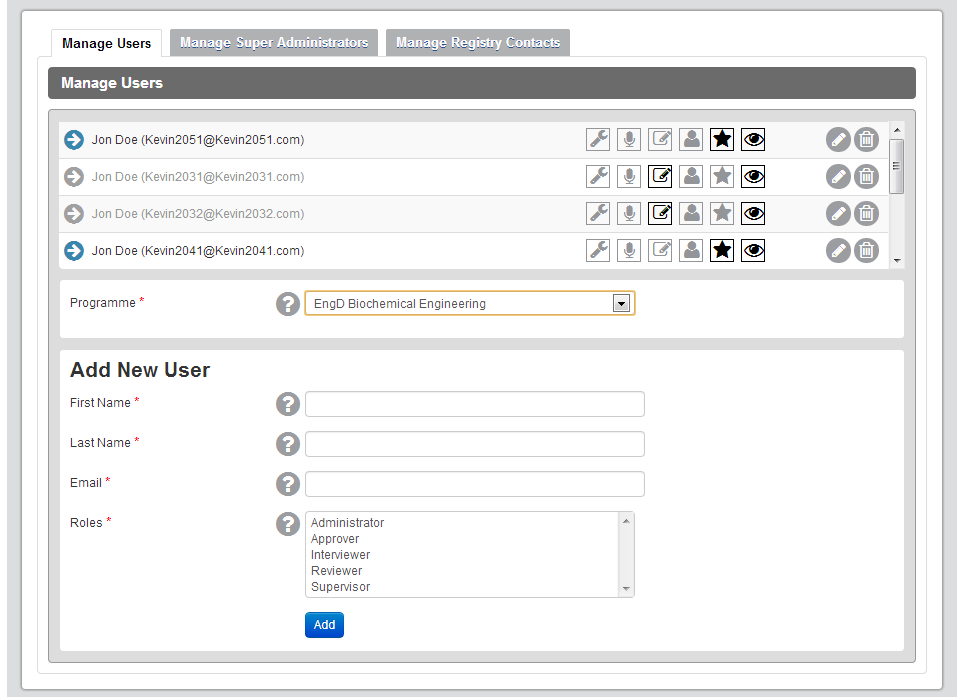 Manage Users
Manage Super Administrators
Manage Registry Contacts
Manage Users
Jon Doe (Kevin2051@Kevin2051.com)
Jon Doe (Kevin2031@Kevin2031.com)
Jon Doe (Kevin2032@Kevin2032.com)
Jon Doe (Kevin2041@Kevin2041.com)
Programme *
? EngD Biochemical Engineering
Add New User
First Name * ?
Last Name * ?
Email * ?
Roles * ?
Administrator
Approver
Interviewer
Reviewer
Supervisor
Add